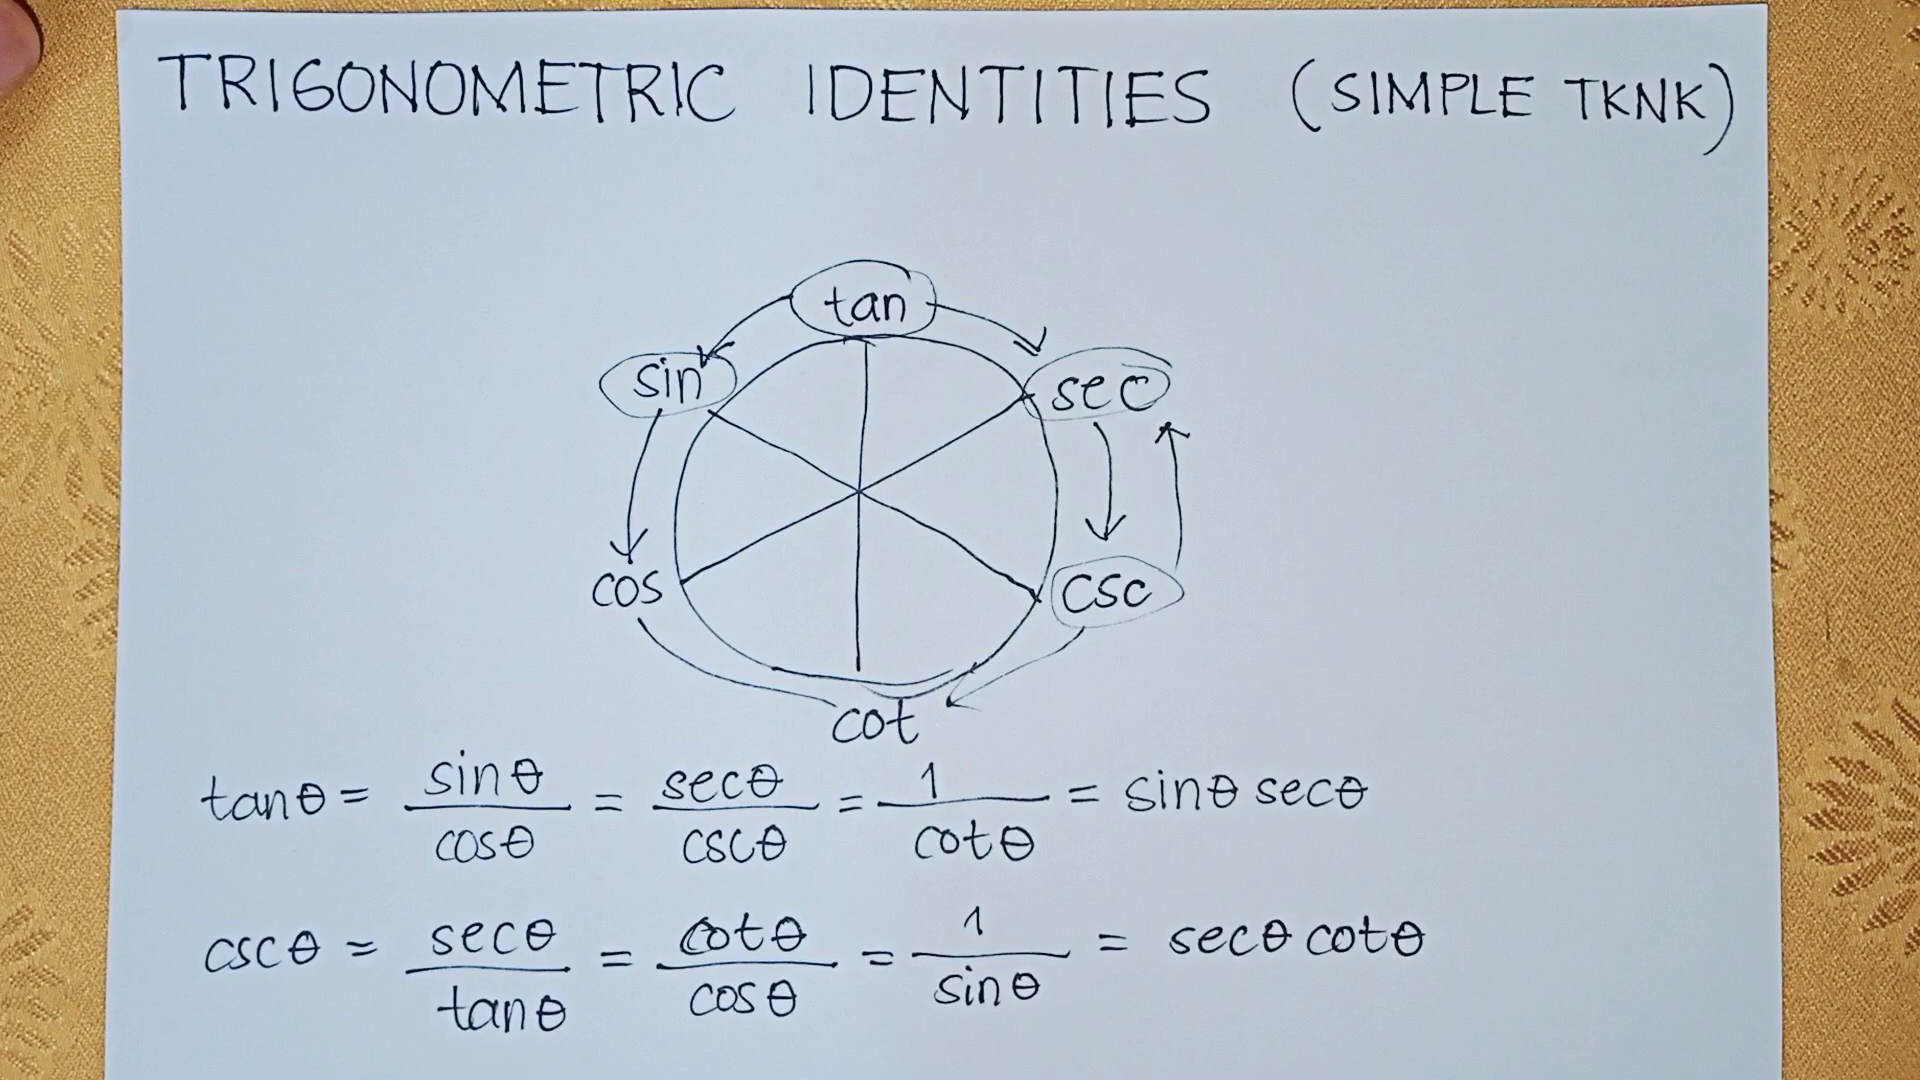 TRIGONOMETRIC IDENTITIES (SIMPLE TKNK)
tan
sin sec
cos csc
cot
tanθ = sinθ/cosθ = secθ/cscθ = 1/cotθ = sinθ secθ
cscθ = secθ/tanθ = cotθ/cosθ = 1/sinθ = secθ cotθ